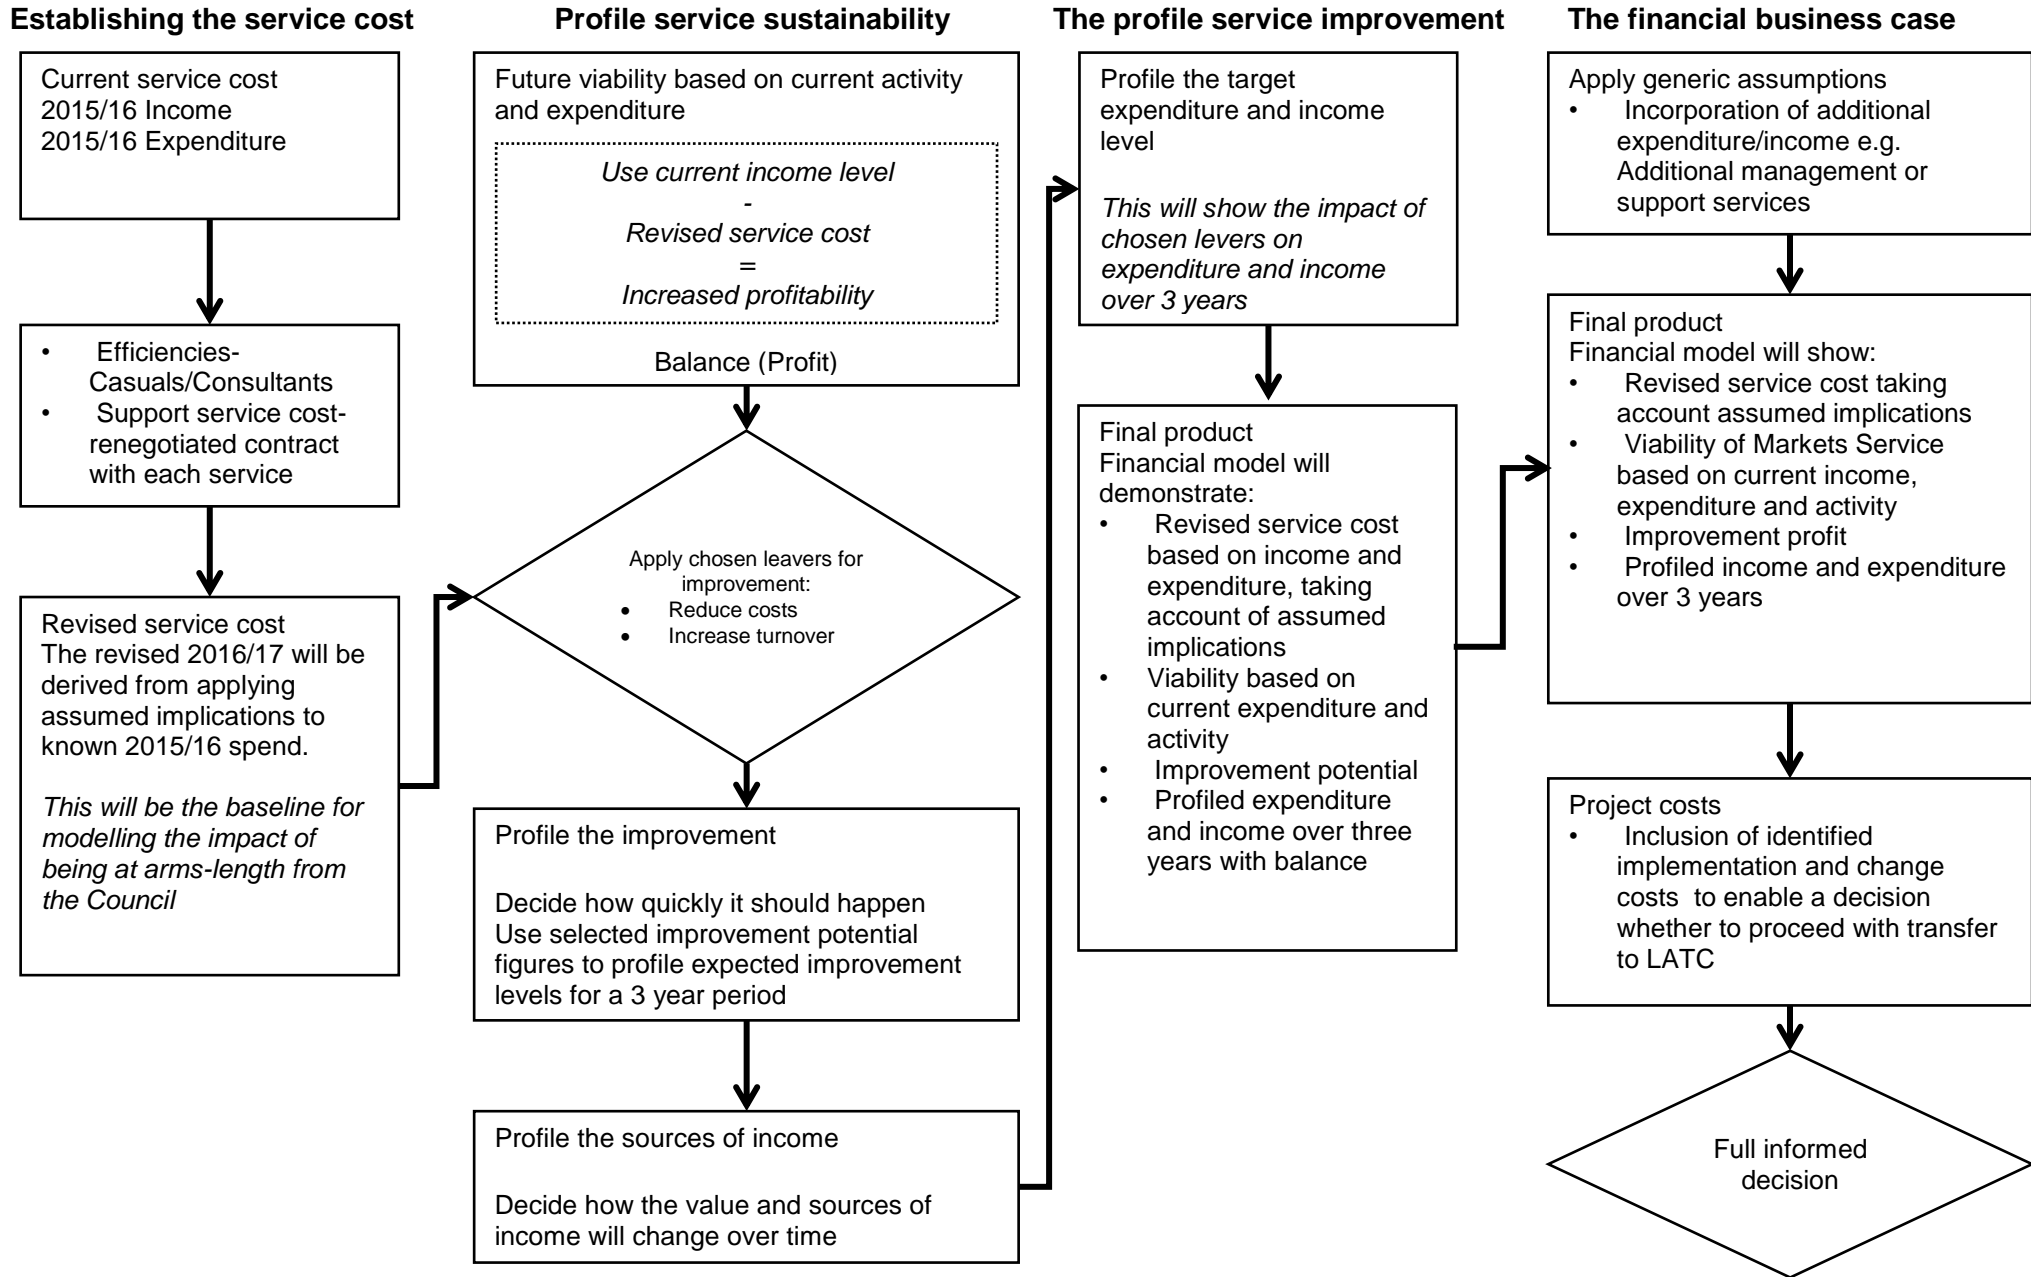 Establishing the service cost
Current service cost
2015/16 Income
2015/16 Expenditure
• Efficiencies-
Casuals/Consultants
• Support service cost-
renegotiated contract
with each service
Revised service cost
The revised 2016/17 will be
derived from applying
assumed implications to
known 2015/16 spend.
This will be the baseline for
modelling the impact of
being at arms-length from
the Council
Profile service sustainability
Future viability based on current activity
and expenditure
Use current income level
-
Revised service cost
=
Increased profitability
Balance (Profit)
Apply chosen leavers for
improvement:
• Reduce costs
• Increase turnover
Profile the improvement
Decide how quickly it should happen
Use selected improvement potential
figures to profile expected improvement
levels for a 3 year period
Profile the sources of income
Decide how the value and sources of
income will change over time
The profile service improvement
Profile the target
expenditure and income
level
This will show the impact of
chosen levers on
expenditure and income
over 3 years
Final product
Financial model will
demonstrate:
• Revised service cost
based on income and
expenditure, taking
account of assumed
implications
• Viability based on
current expenditure and
activity
• Improvement potential
• Profiled expenditure
and income over three
years with balance
The financial business case
Apply generic assumptions
• Incorporation of additional
expenditure/income e.g.
Additional management or
support services
Final product
Financial model will show:
• Revised service cost taking
account assumed implications
• Viability of Markets Service
based on current income,
expenditure and activity
• Improvement profit
• Profiled income and expenditure
over 3 years
Project costs
• Inclusion of identified
implementation and change
costs to enable a decision
whether to proceed with transfer
to LATC
Full informed
decision